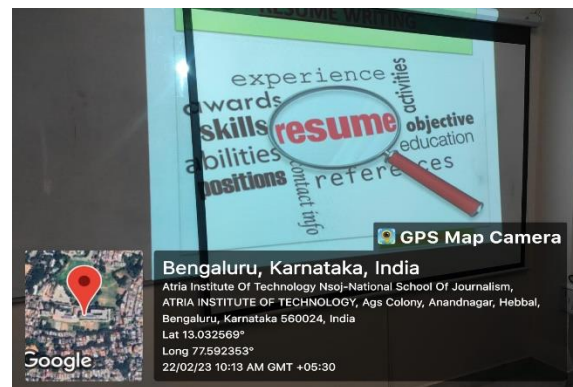 RESUME WRITING
experience
activities
awards
skills
resume
objective
education
abilities
positions
contact info
references
GPS Map Camera
Bengaluru, Karnataka, India
Atria Institute Of Technology Nsoj-National School Of Journalism,
ATRIA INSTITUTE OF TECHNOLOGY, Ags Colony, Anandnagar, Hebbal,
Bengaluru, Karnataka 560024, India
Lat 13.032569°
Long 77.592353°
22/02/23 10:13 AM GMT +05:30
Google